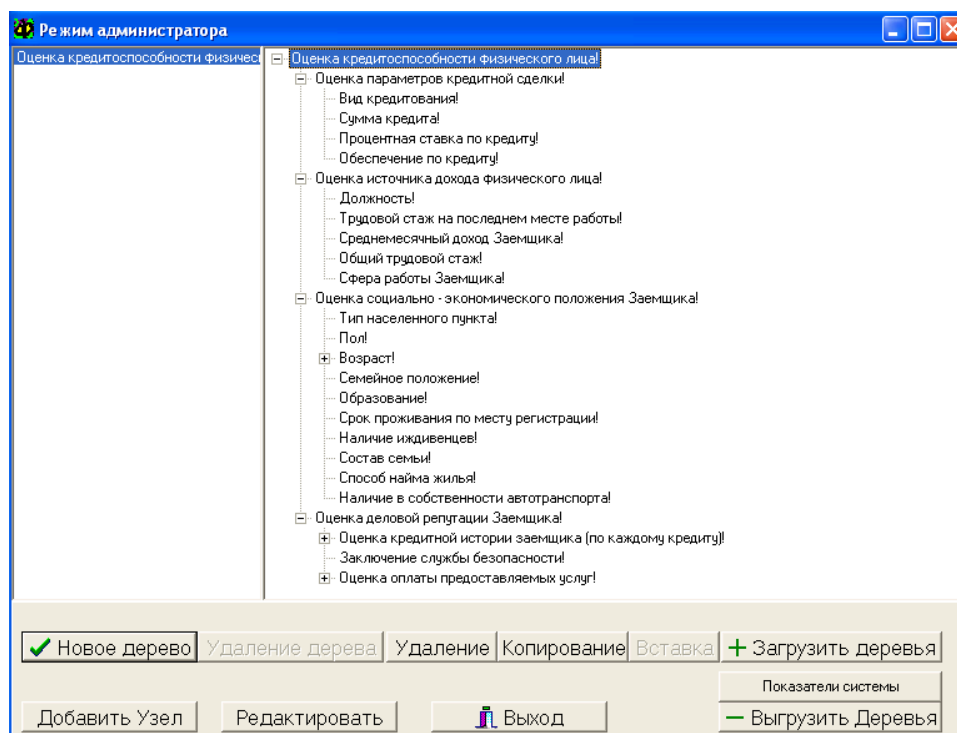 Режим администратора
Оценка кредитоспособности физичес
Оценка кредитоспособности физического лица!
Оценка параметров кредитной сделки!
Вид кредитования!
Сумма кредита!
Процентная ставка по кредиту!
Обеспечение по кредиту!
Оценка источника дохода физического лица!
Должность!
Трудовой стаж на последнем месте работы!
Среднемесячный доход Заемщика!
Общий трудовой стаж!
Сфера работы Заемщика!
Оценка социально - экономического положения Заемщика!
Тип населенного пункта!
Пол!
Возраст!
Семейное положение!
Образование!
Срок проживания по месту регистрации!
Наличие иждивенцев!
Состав семьи!
Способ найма жилья!
Наличие в собственности автотранспорта!
Оценка деловой репутации Заемщика!
Оценка кредитной истории заемщика (по каждому кредиту)!
Заключение службы безопасности!
Оценка оплаты предоставляемых услуг!
Новое дерево Удаление дерева Удаление Копирование Вставка Загрузить деревья
Показатели системы
Добавить Узел Редактировать Выход Выгрузить Деревья